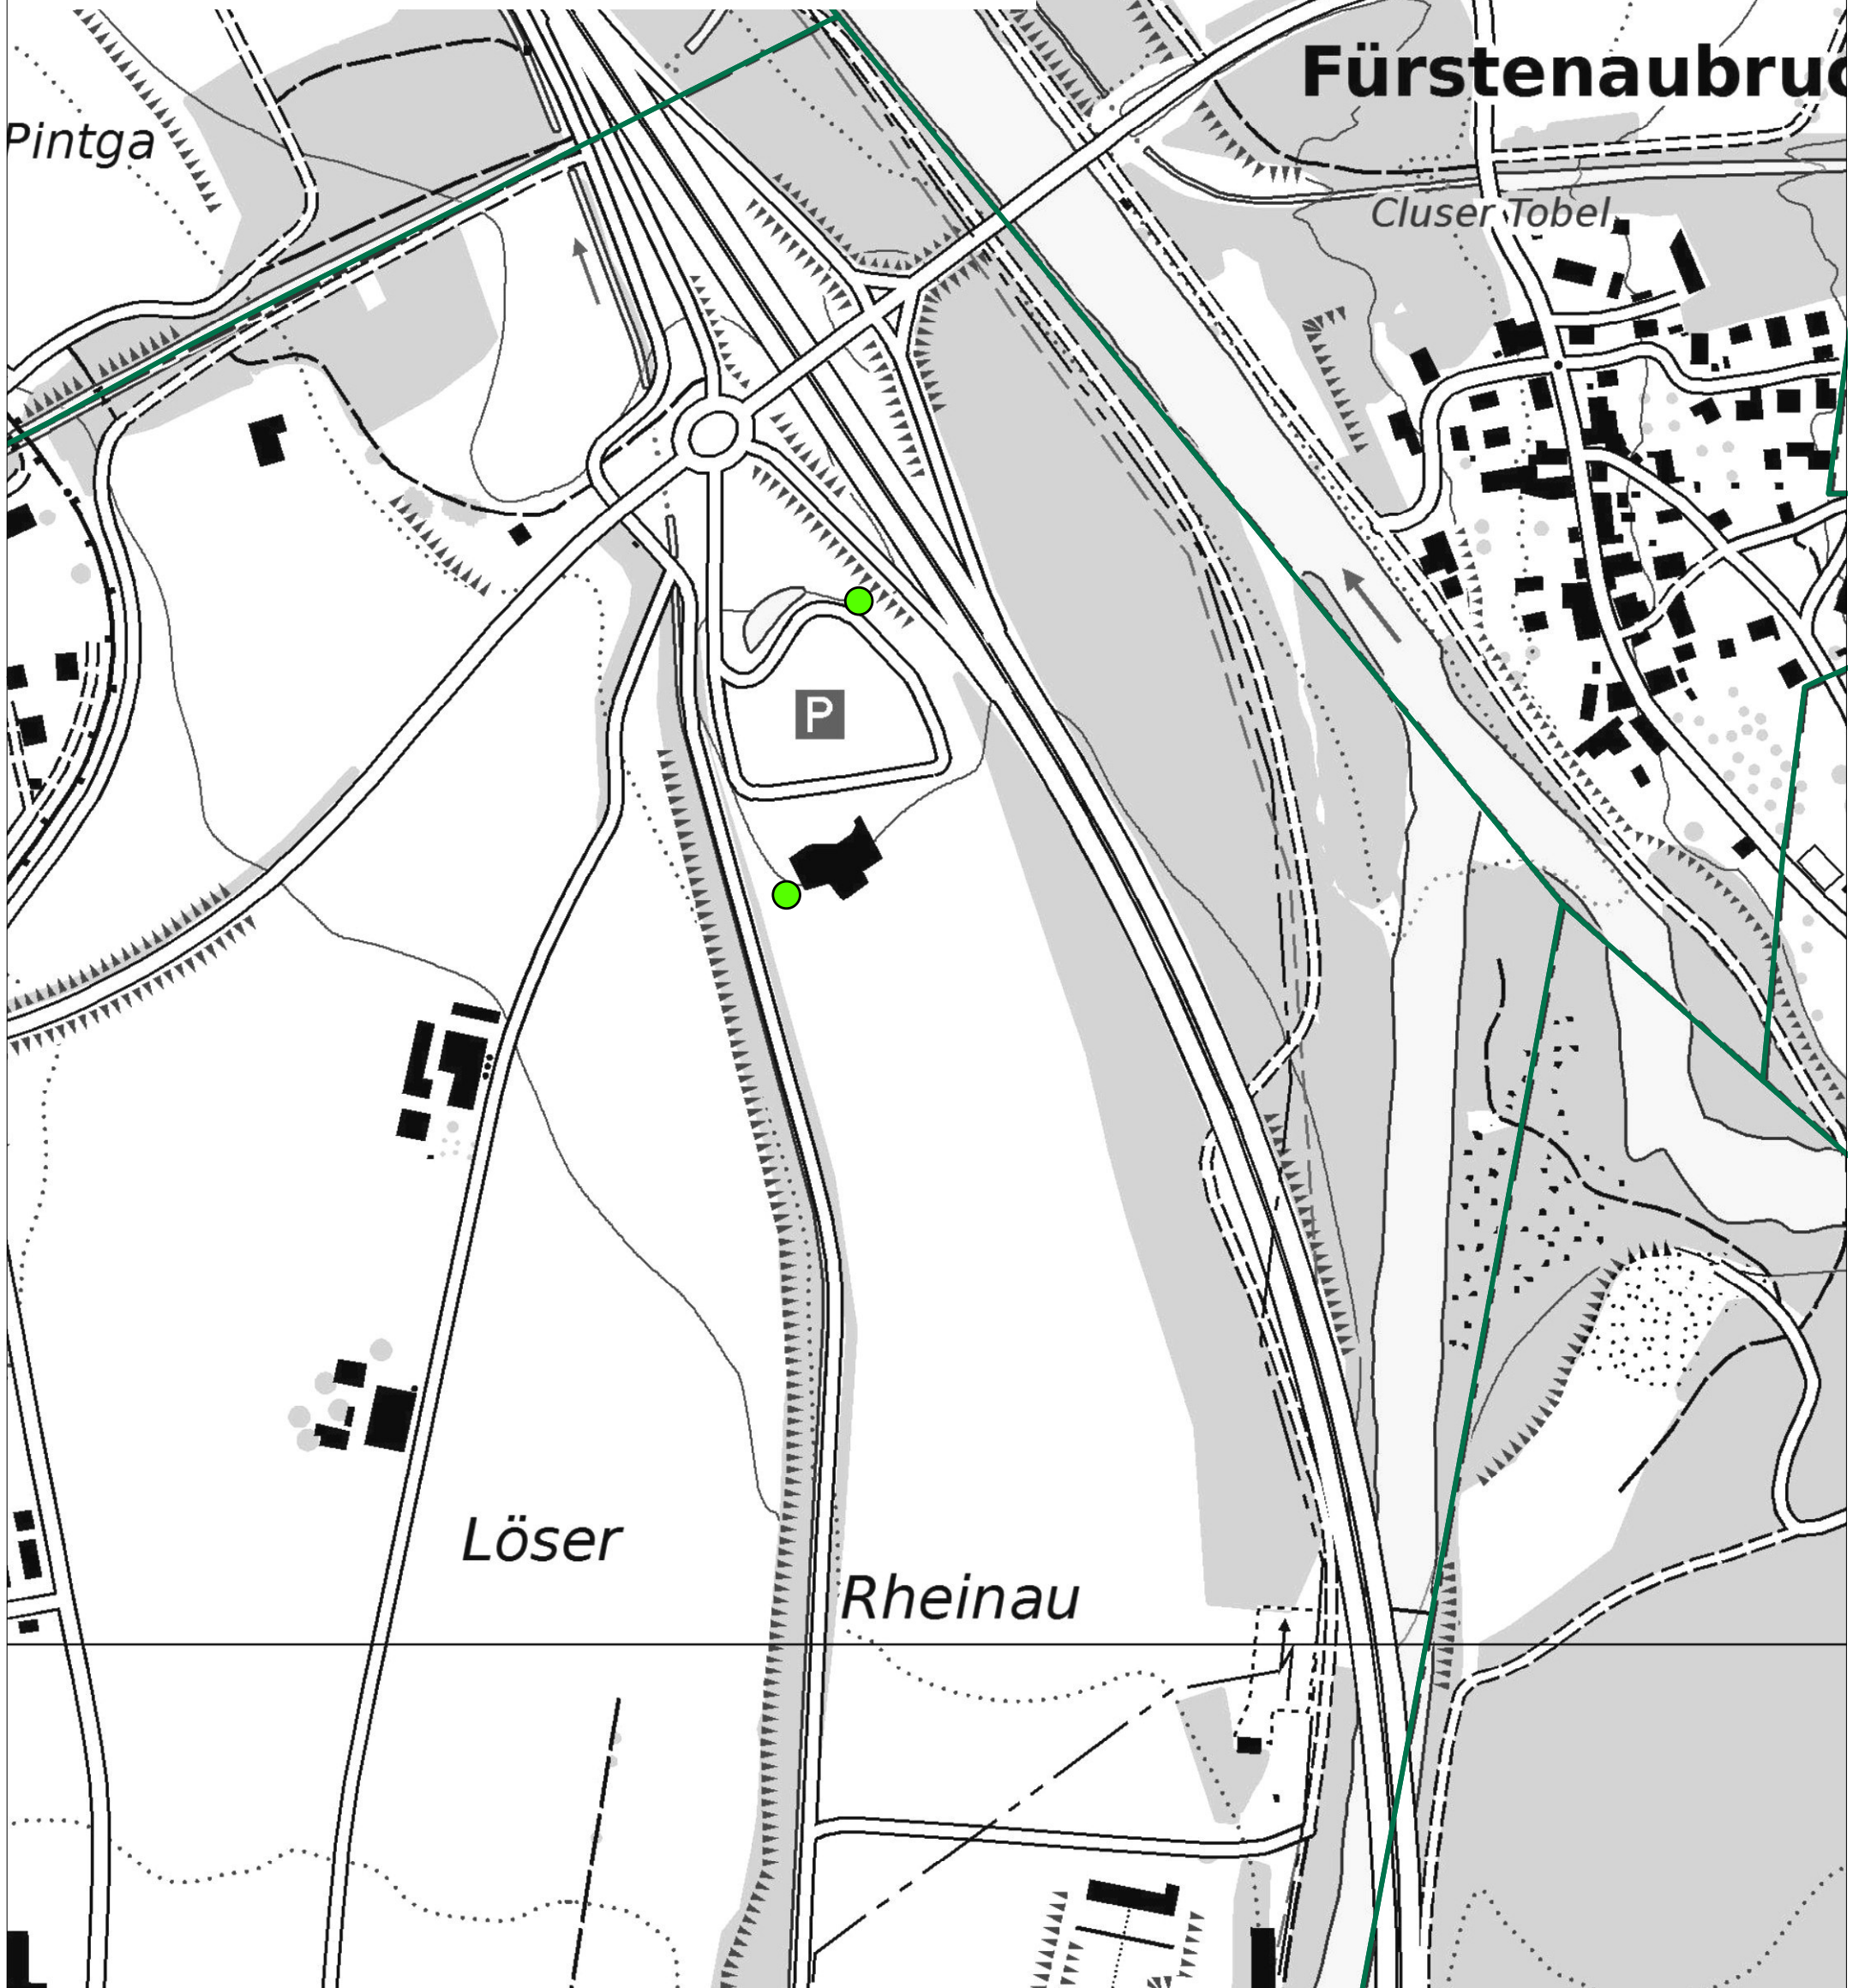 Fürstenaubruc
Pintga
Cluser Tobel
P
Löser
Rheinau